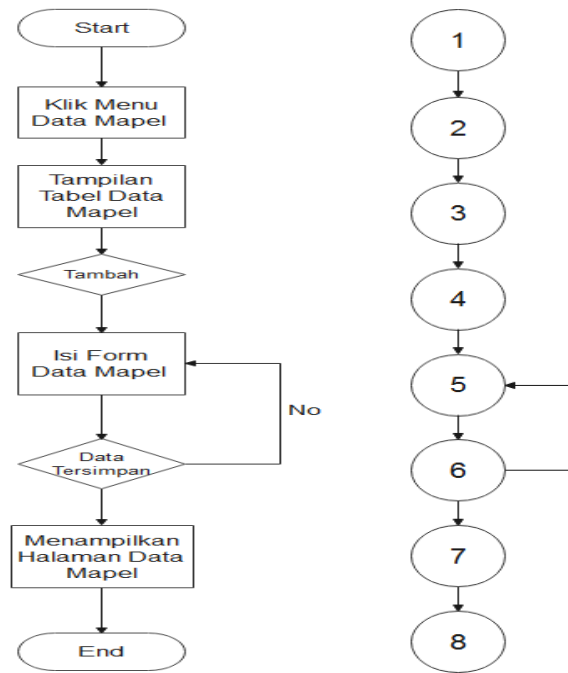 Start
Klik Menu
Data Mapel
Tampilan
Tabel Data
Mapel
Tambah
Isi Form
Data Mapel
No
Data
Tersimpan
Menampilkan
Halaman Data
Mapel
End
1
2
3
4
5
6
7
8